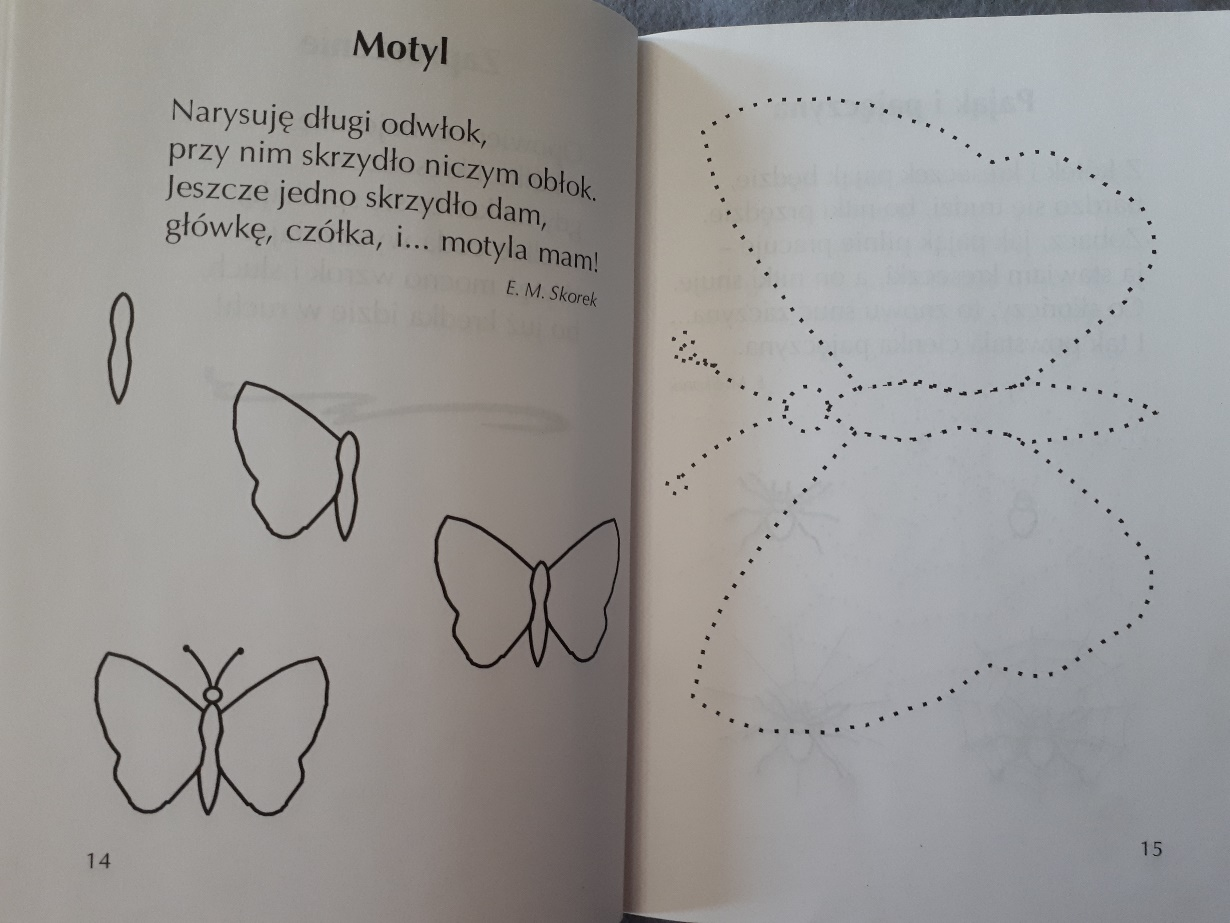 Motyl
Narysuję długi odwłok,
przy nim skrzydło niczym obłok.
Jeszcze jedno skrzydło dam,
główkę, czółka, i... motyla mam!
E. M. Skorek
14
15